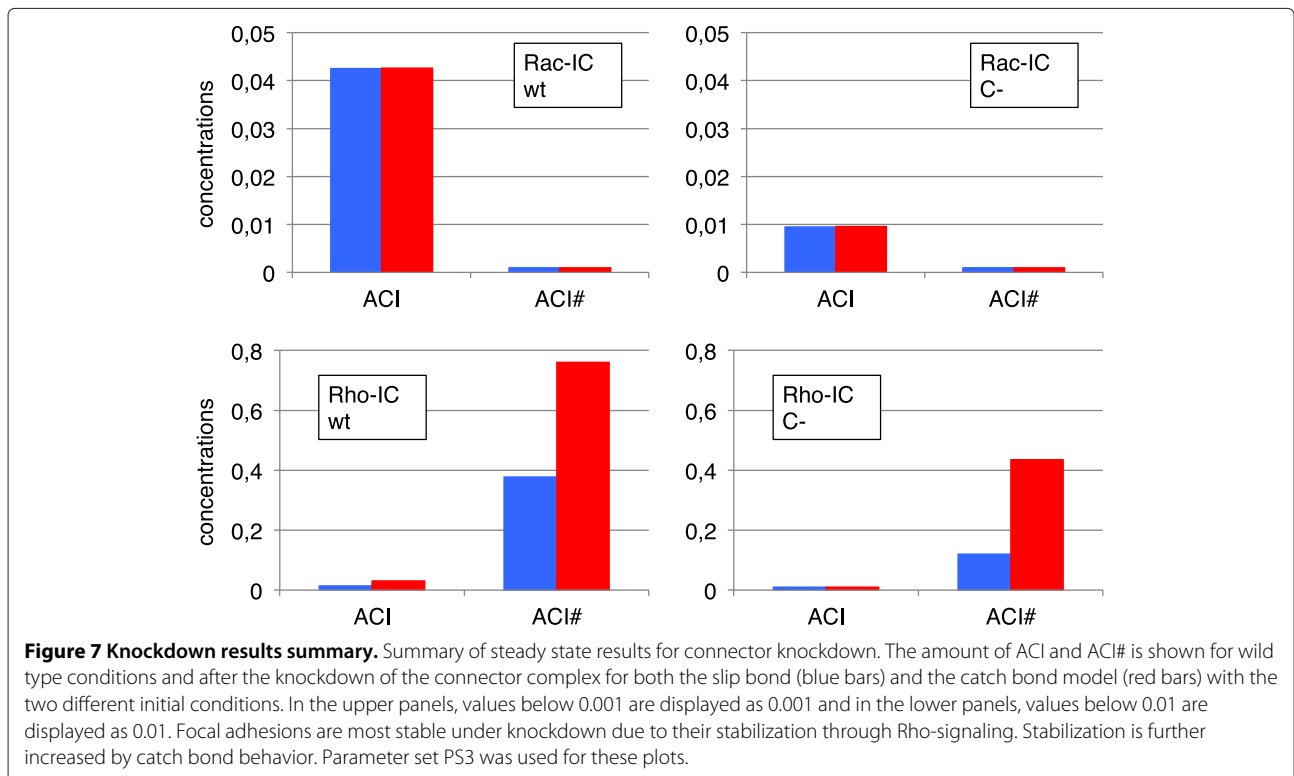 0,05
0,04
0,03
0,02
0,01
0
concentrations
Rac-IC
wt
ACI ACI#
0,05
0,04
0,03
0,02
0,01
0
Rac-IC
C-
ACI ACI#
0,8
0,6
0,4
0,2
0
concentrations
Rho-IC
wt
ACI ACI#
0,8
0,6
0,4
0,2
0
Rho-IC
C-
ACI ACI#
Figure 7 Knockdown results summary. Summary of steady state results for connector knockdown. The amount of ACI and ACI# is shown for wild
type conditions and after the knockdown of the connector complex for both the slip bond (blue bars) and the catch bond model (red bars) with the
two different initial conditions. In the upper panels, values below 0.001 are displayed as 0.001 and in the lower panels, values below 0.01 are
displayed as 0.01. Focal adhesions are most stable under knockdown due to their stabilization through Rho-signaling. Stabilization is further
increased by catch bond behavior. Parameter set PS3 was used for these plots.